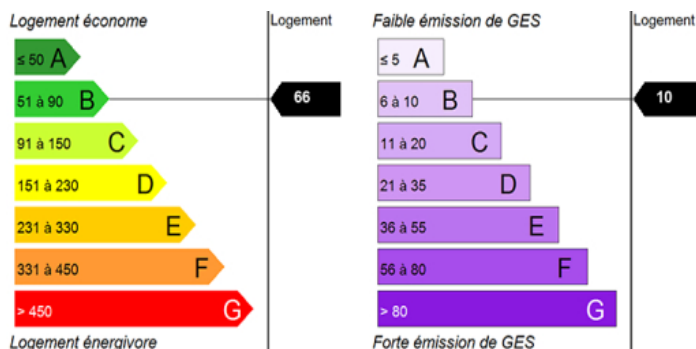 Logement économe
Logement
≤ 50 A
51 à 90 B
66
91 à 150 C
151 à 230 D
231 à 330 E
331 à 450 F
> 450 G
Logement énergivore
Faible émission de GES
Logement
≤ 5 A
6 à 10 B
10
11 à 20 C
21 à 35 D
36 à 55 E
56 à 80 F
> 80 G
Forte émission de GES